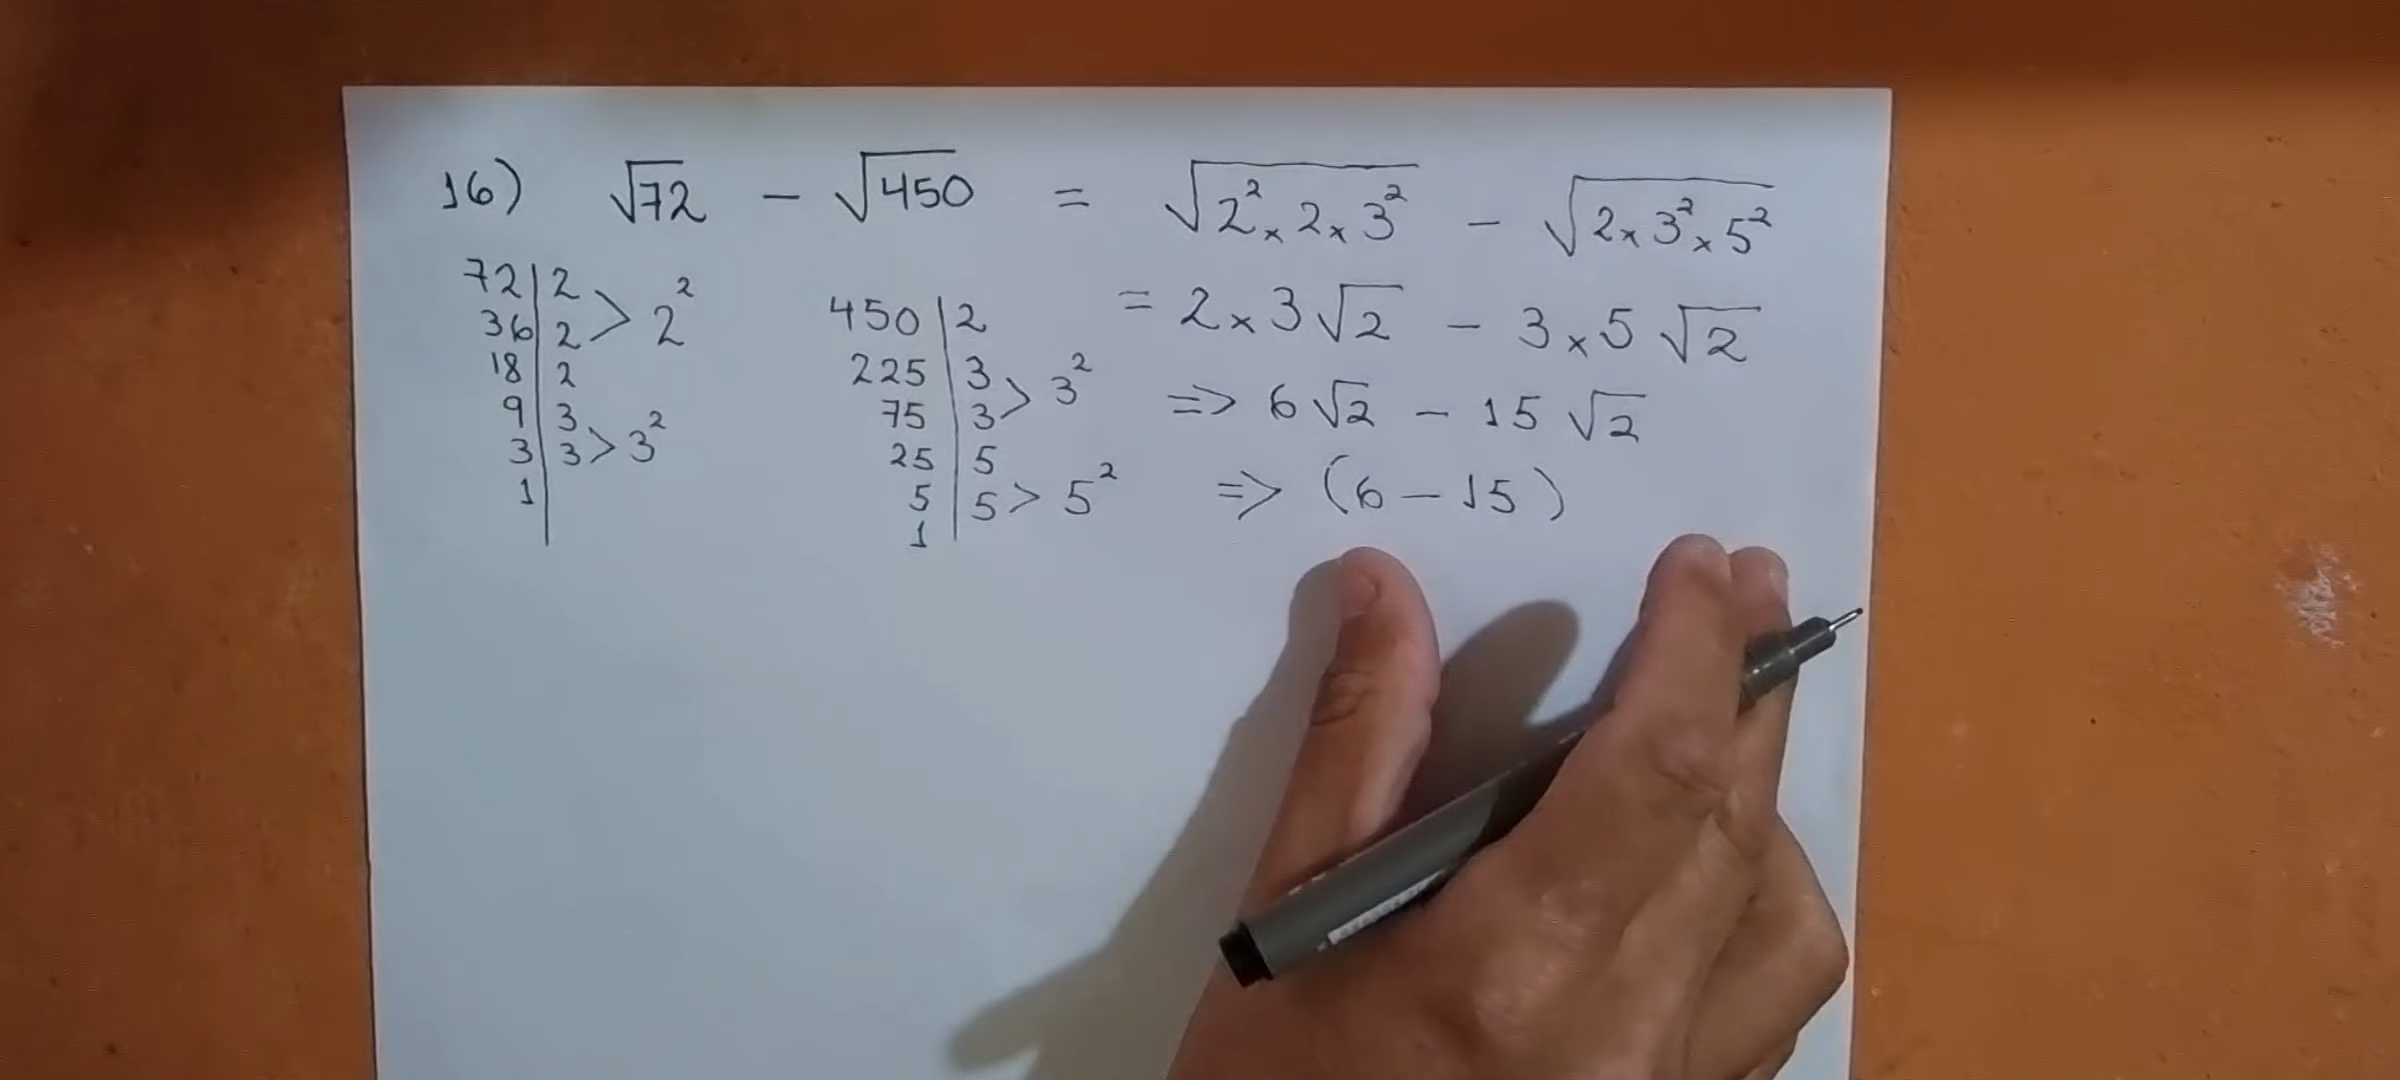 16) √72 − √450 = √(2² × 2 × 3²) − √(2 × 3² × 5²)
72 | 2
36 | 2 > 2²
18 | 2
9 | 3
3 | 3 > 3²
1
450 | 2
225 | 3
75 | 3 > 3²
25 | 5
5 | 5 > 5²
1
= 2 × 3 √2 − 3 × 5 √2
=> 6 √2 − 15 √2
=> (6 − 15)